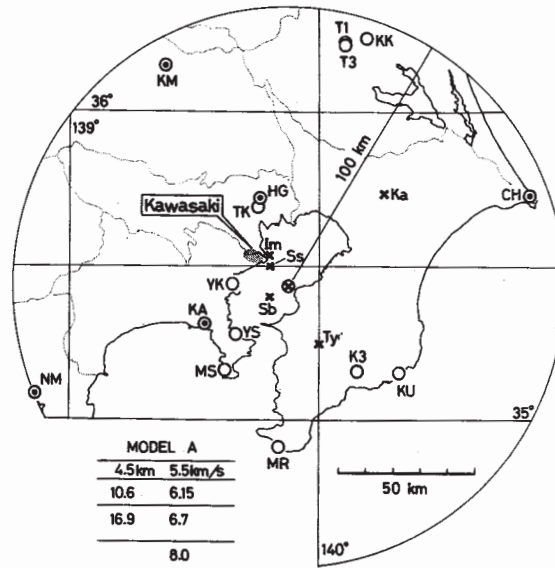 T1
KK
T3
KM
36°
139°
100 km
HG
Ka
CH
TK
Kawasaki
Im
Ss
YK
Sb
KA
YS
Ty
MS
K3
KU
NM
35°
MR
MODEL A
4.5km 5.5km/s
10.6 6.15
16.9 6.7
8.0
50 km
140°